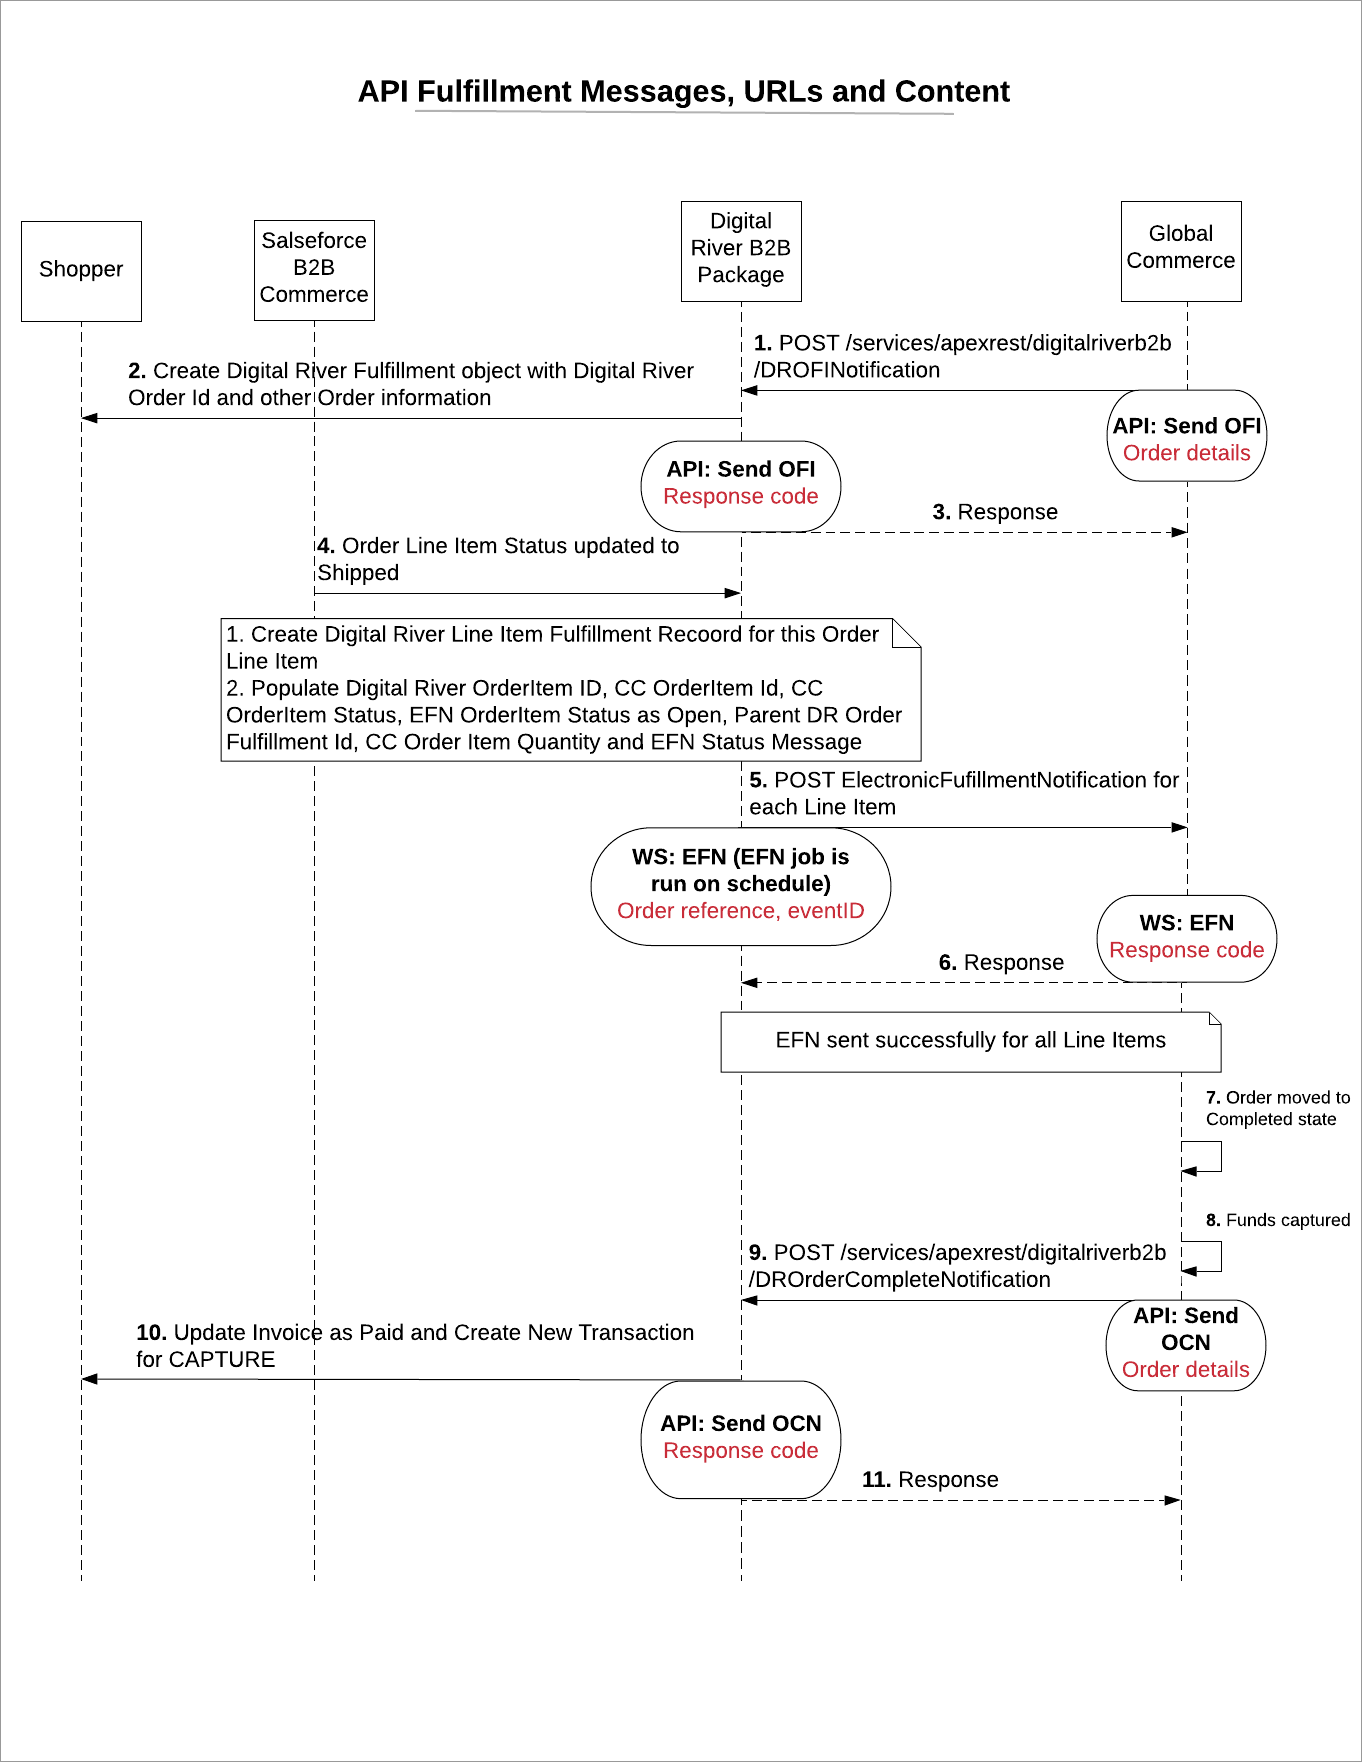 API Fulfillment Messages, URLs and Content
Shopper
Salseforce
B2B
Commerce
Digital
River B2B
Package
Global
Commerce
1. POST /services/apexrest/digitalriverb2b
/DROFINotification
2. Create Digital River Fulfillment object with Digital River
Order Id and other Order information
API: Send OFI
Order details
API: Send OFI
Response code
3. Response
4. Order Line Item Status updated to
Shipped
1. Create Digital River Line Item Fulfillment Recoord for this Order
Line Item
2. Populate Digital River OrderItem ID, CC OrderItem Id, CC
OrderItem Status, EFN OrderItem Status as Open, Parent DR Order
Fulfillment Id, CC Order Item Quantity and EFN Status Message
5. POST ElectronicFufillmentNotification for
each Line Item
WS: EFN (EFN job is
run on schedule)
Order reference, eventID
WS: EFN
Response code
6. Response
EFN sent successfully for all Line Items
7. Order moved to
Completed state
8. Funds captured
9. POST /services/apexrest/digitalriverb2b
/DROrderCompleteNotification
API: Send
OCN
Order details
10. Update Invoice as Paid and Create New Transaction
for CAPTURE
API: Send OCN
Response code
11. Response